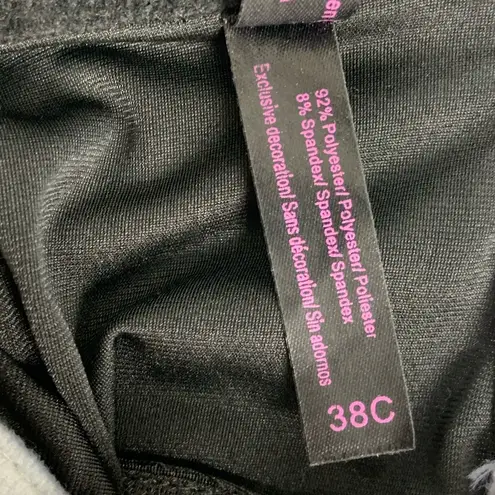 92% Polyester/ Polyester/ Poliester
8% Spandex/ Spandex/ Spandex
Exclusive decoration/ Sans décoration/ Sin adornos
38C